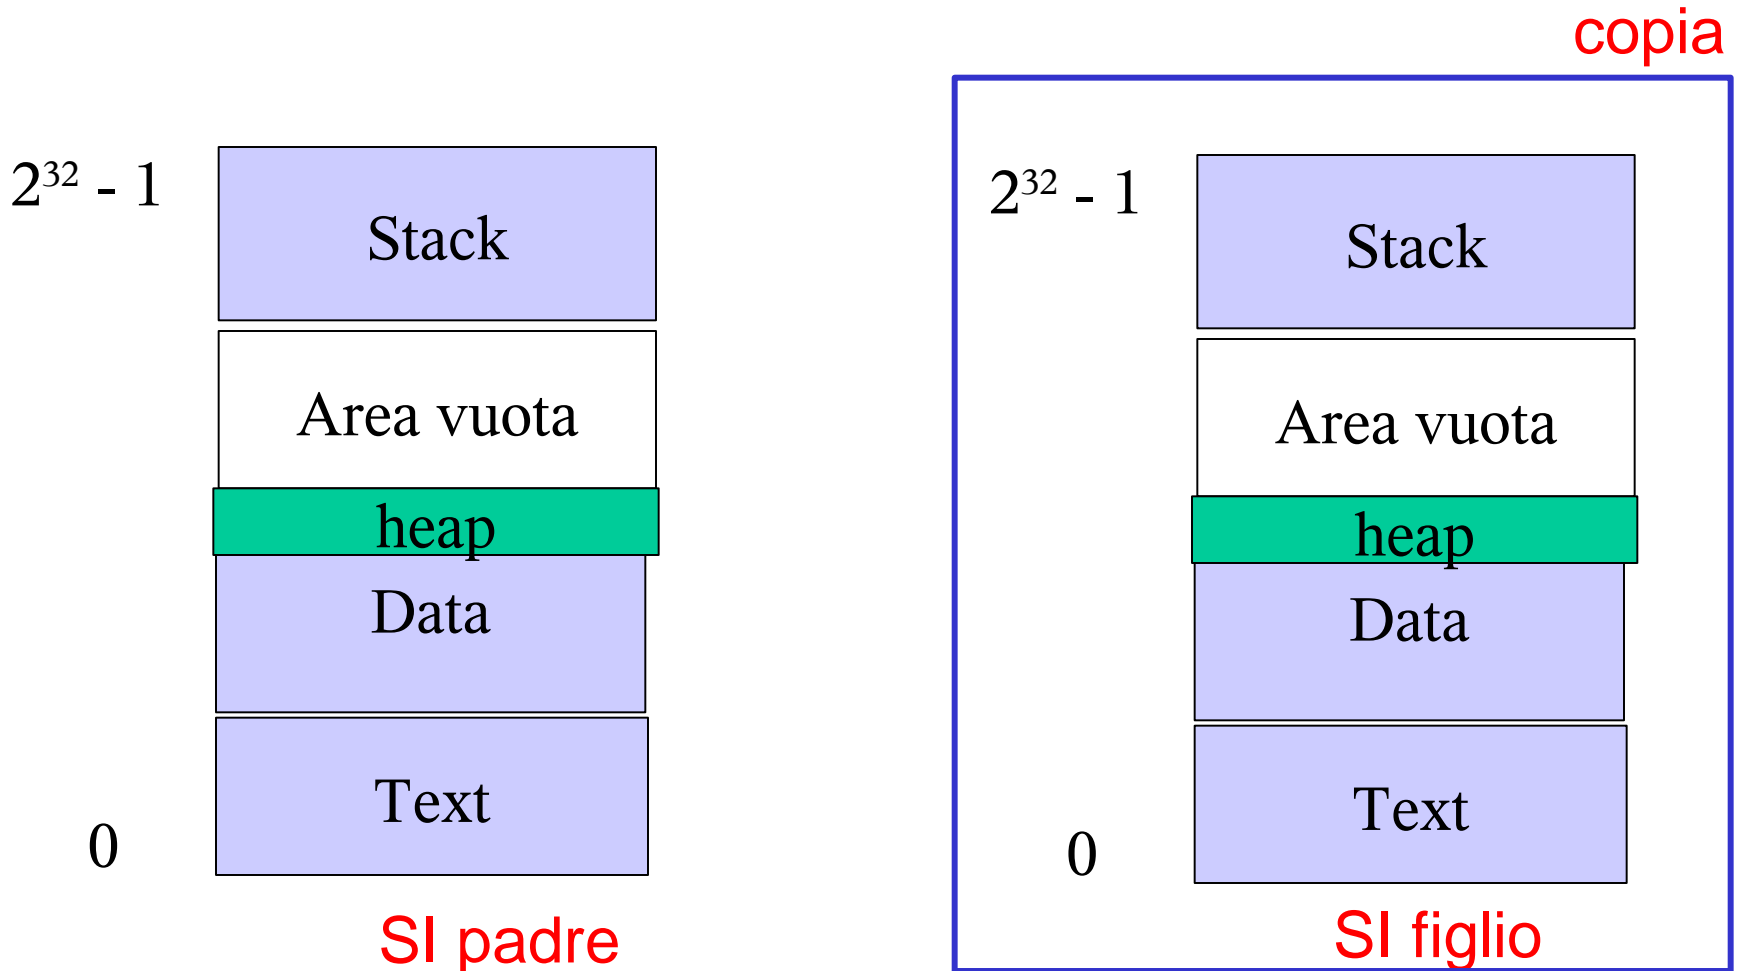 copia
2³² - 1
Stack
Area vuota
heap
Data
Text
0
SI padre
2³² - 1
Stack
Area vuota
heap
Data
Text
0
SI figlio